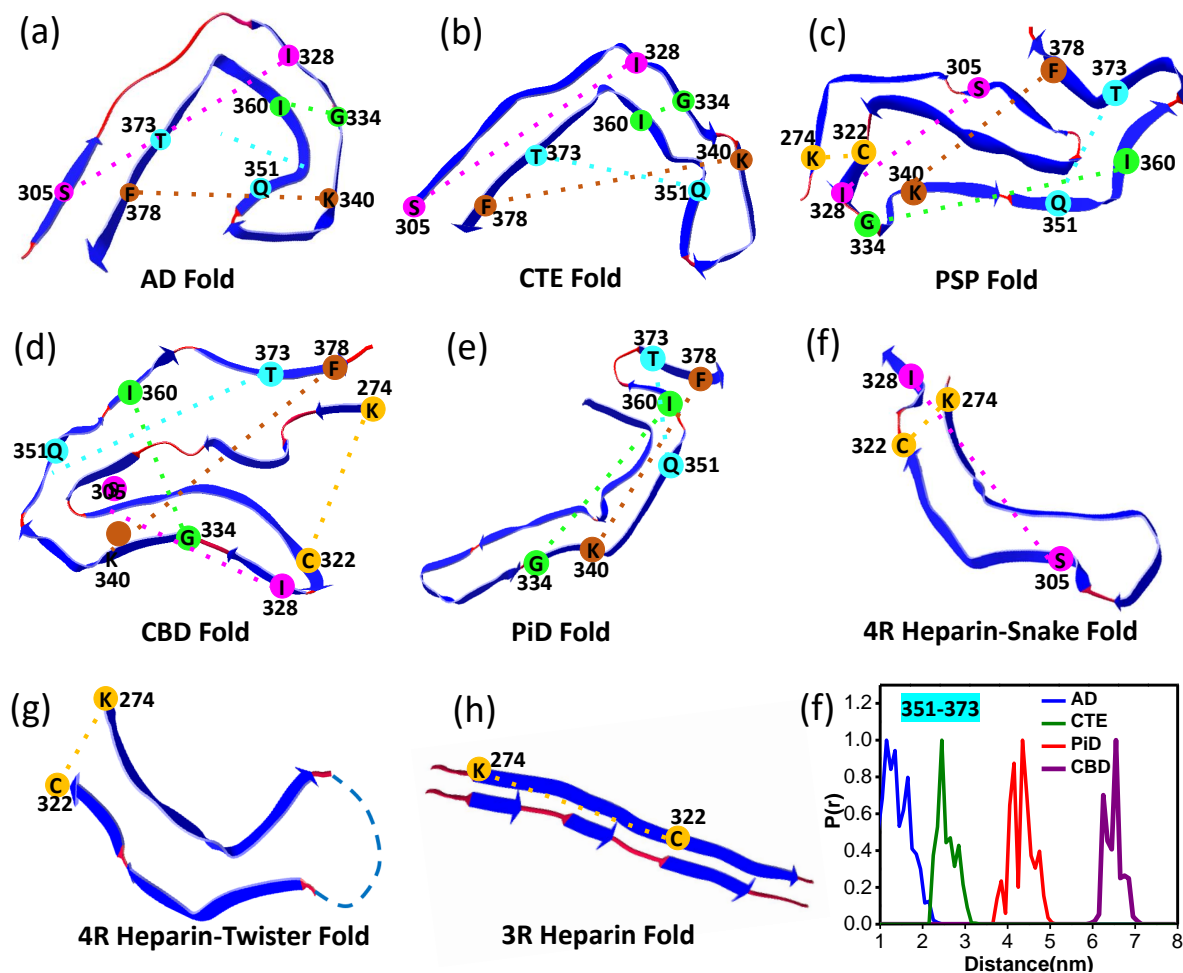 (a)
I
328
I
360
G
334
373
T
351
Q
305
S
F
378
K
340
AD Fold
(b)
I
328
G
334
I
360
T
373
340
K
351
Q
S
305
F
378
CTE Fold
(c)
378
F
373
T
305
S
274
K
322
C
I
360
340
K
I
328
Q
351
G
334
PSP Fold
(d)
373
T
378
F
274
K
I
360
351
Q
305
G
334
322
C
K
340
I
328
CBD Fold
(e)
373
T
378
F
360
I
Q
351
G
334
K
340
PiD Fold
(f)
I
328
K
274
322
C
S
305
4R Heparin-Snake Fold
(g)
K
274
C
322
4R Heparin-Twister Fold
(h)
274
K
322
C
3R Heparin Fold
(f)
351-373
AD
CTE
PiD
CBD
P(r)
1.2
1.0
0.8
0.6
0.4
0.2
0.0
1 2 3 4 5 6 7 8
Distance(nm)